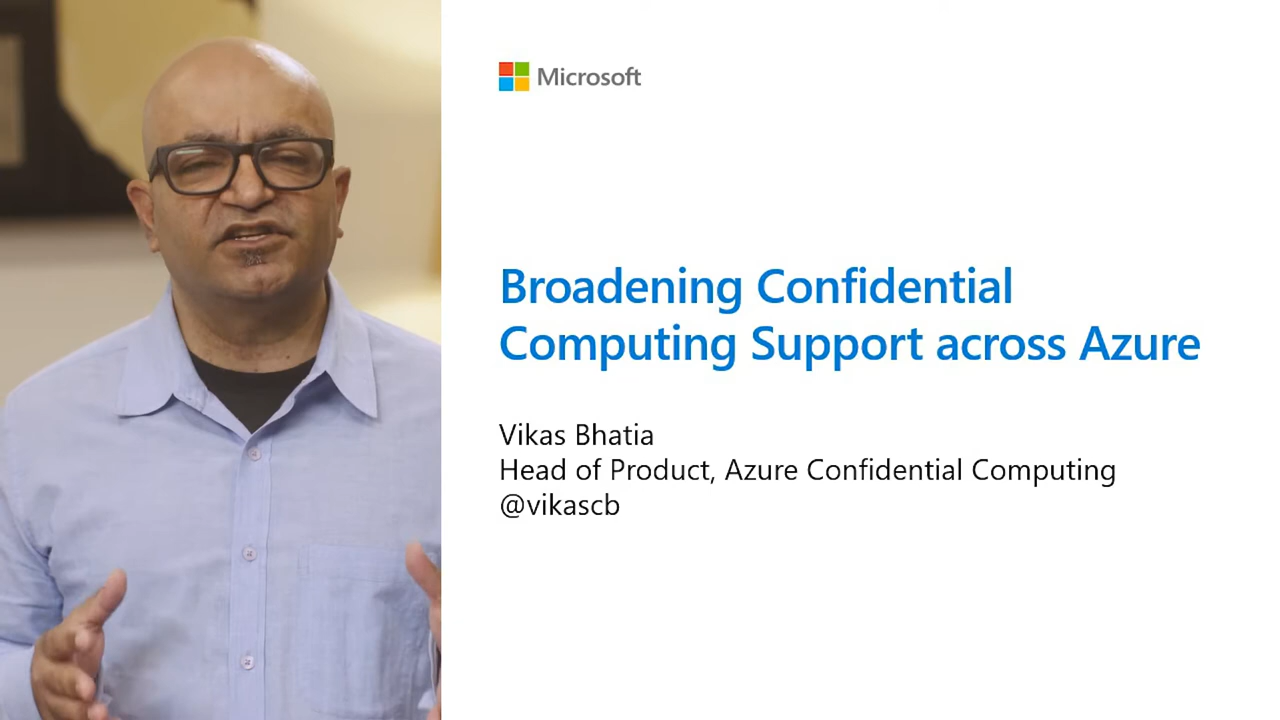 Microsoft
Broadening Confidential
Computing Support across Azure
Vikas Bhatia
Head of Product, Azure Confidential Computing
@vikascb